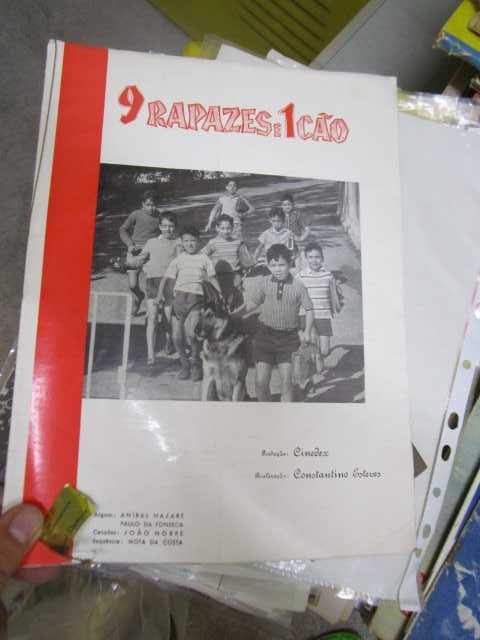 9 RAPAZES E 1 CÃO
Produção: Cinedex
Realização: Constantino Esteves
ANÍBAL NAZARÉ
PAULO DA FONSECA
Canções: JOÃO NOBRE
Sequência: MOTA DA COSTA